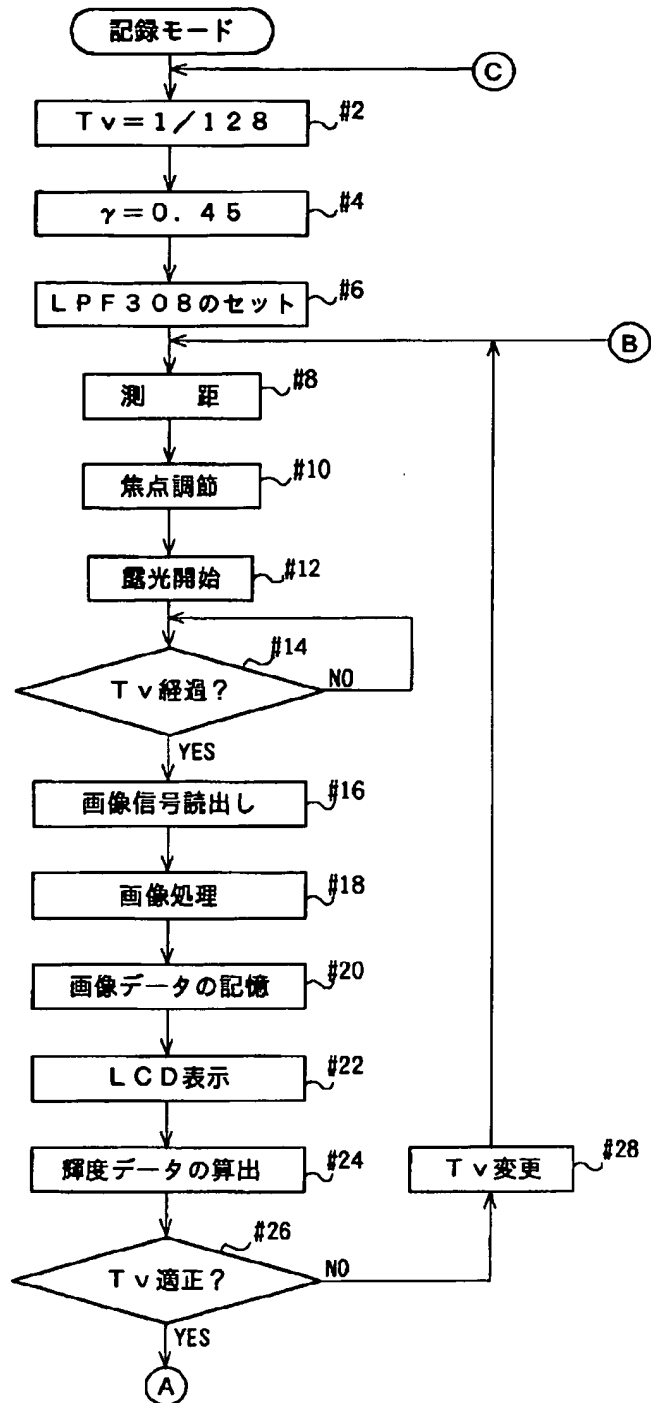 記録モード
C
Tv=1/128
#2
γ=0.45
#4
LPF308のセット
#6
B
測 距
#8
焦点調節
#10
露光開始
#12
#14
Tv経過?
NO
YES
画像信号読出し
#16
画像処理
#18
画像データの記憶
#20
LCD表示
#22
輝度データの算出
#24
Tv変更
#28
#26
Tv適正?
NO
YES
A